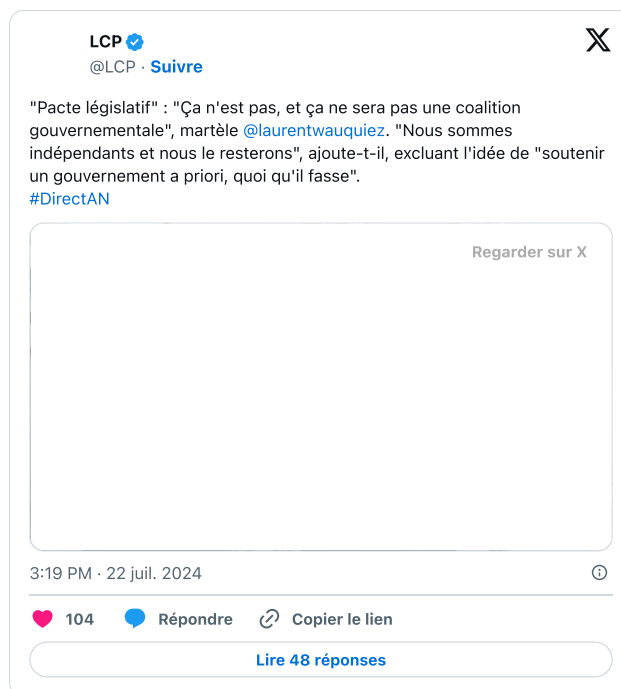 LCP
@LCP · Suivre
"Pacte législatif" : "Ça n'est pas, et ça ne sera pas une coalition
gouvernementale", martèle @laurentwauquiez. "Nous sommes
indépendants et nous le resterons", ajoute-t-il, excluant l'idée de "soutenir
un gouvernement a priori, quoi qu'il fasse".
#DirectAN
Regarder sur X
3:19 PM · 22 juil. 2024
104 Répondre Copier le lien
Lire 48 réponses